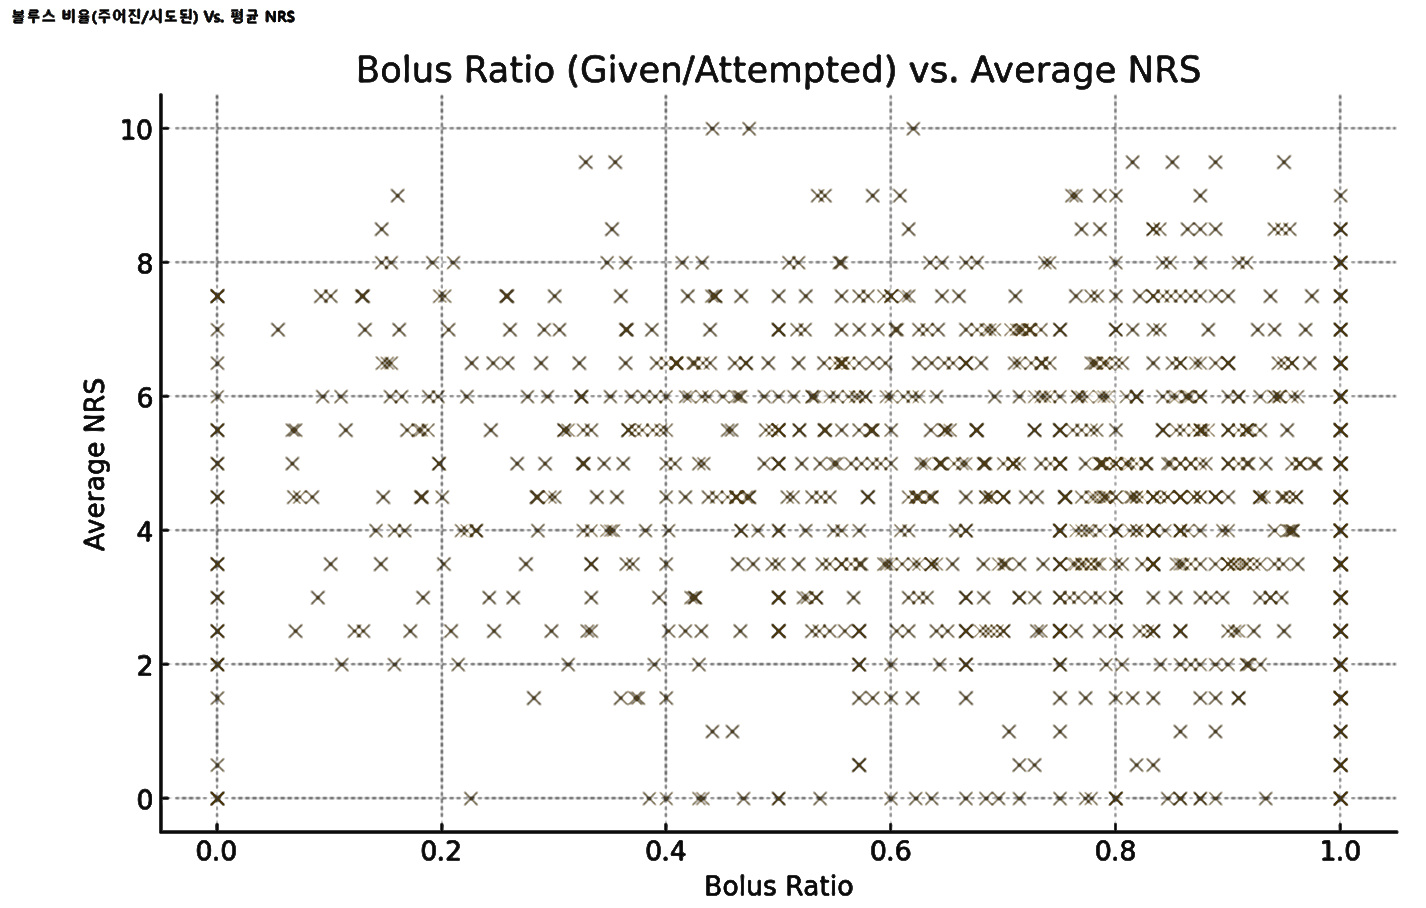 볼루스 비율(주어진/시도된) Vs. 평균 NRS
Bolus Ratio (Given/Attempted) vs. Average NRS
10
8
6
4
2
0
Average NRS
0.0 0.2 0.4 0.6 0.8 1.0
Bolus Ratio